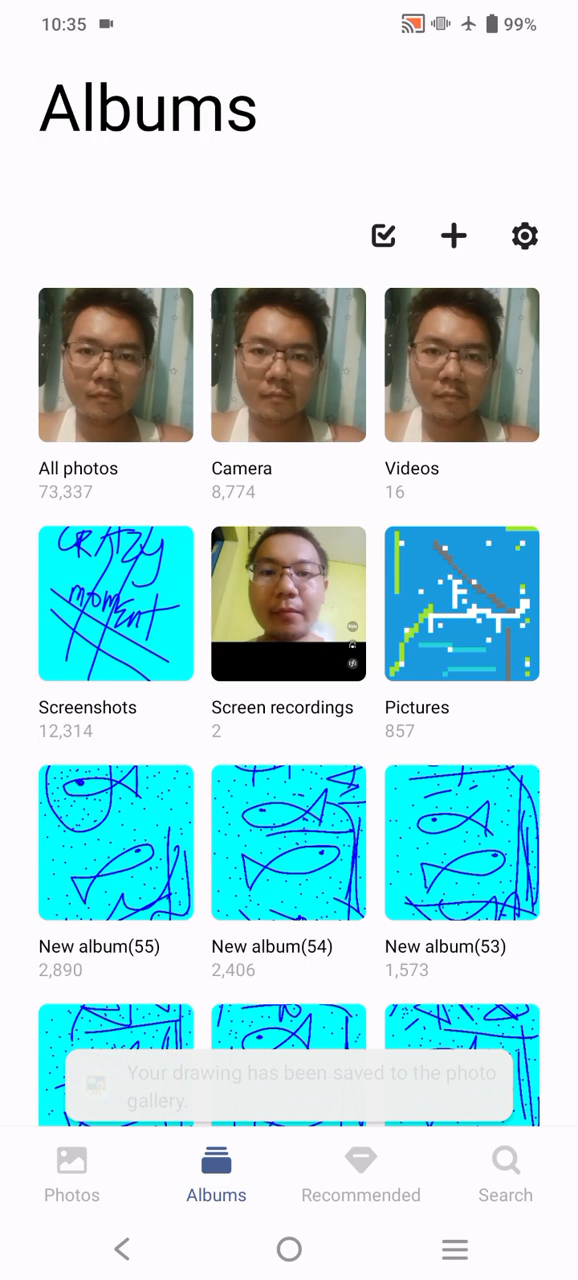 10:35
99%
Albums
All photos
Camera
Videos
73,337
8,774
16
CRAZY
moment
Screenshots
Screen recordings
Pictures
12,314
2
857
New album(55)
New album(54)
New album(53)
2,890
2,406
1,573
Your drawing has been saved to the photo
gallery.
Photos
Albums
Recommended
Search